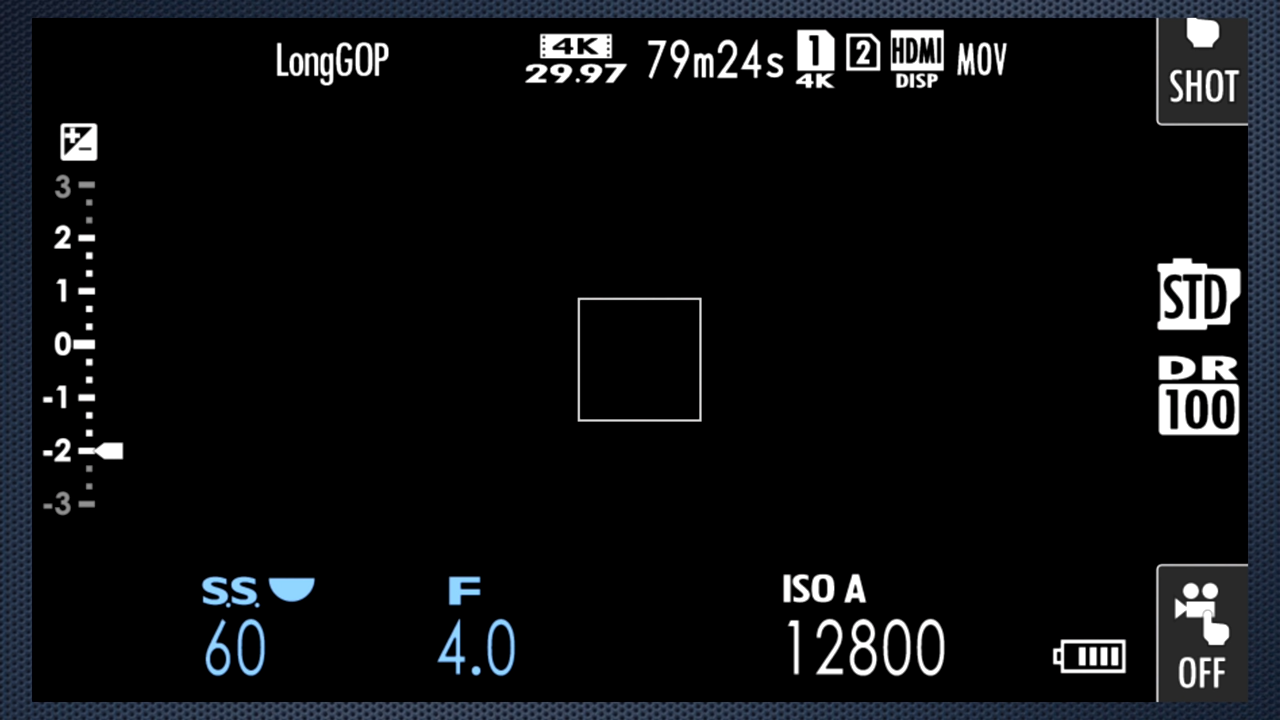 LongGOP 4K 79m24s 1 2 HDMI MOV
29.97 4K DISP
SHOT
3
2
1
0
-1
-2
-3
STD
DR
100
S.S. F ISO A
60 4.0 12800
OFF